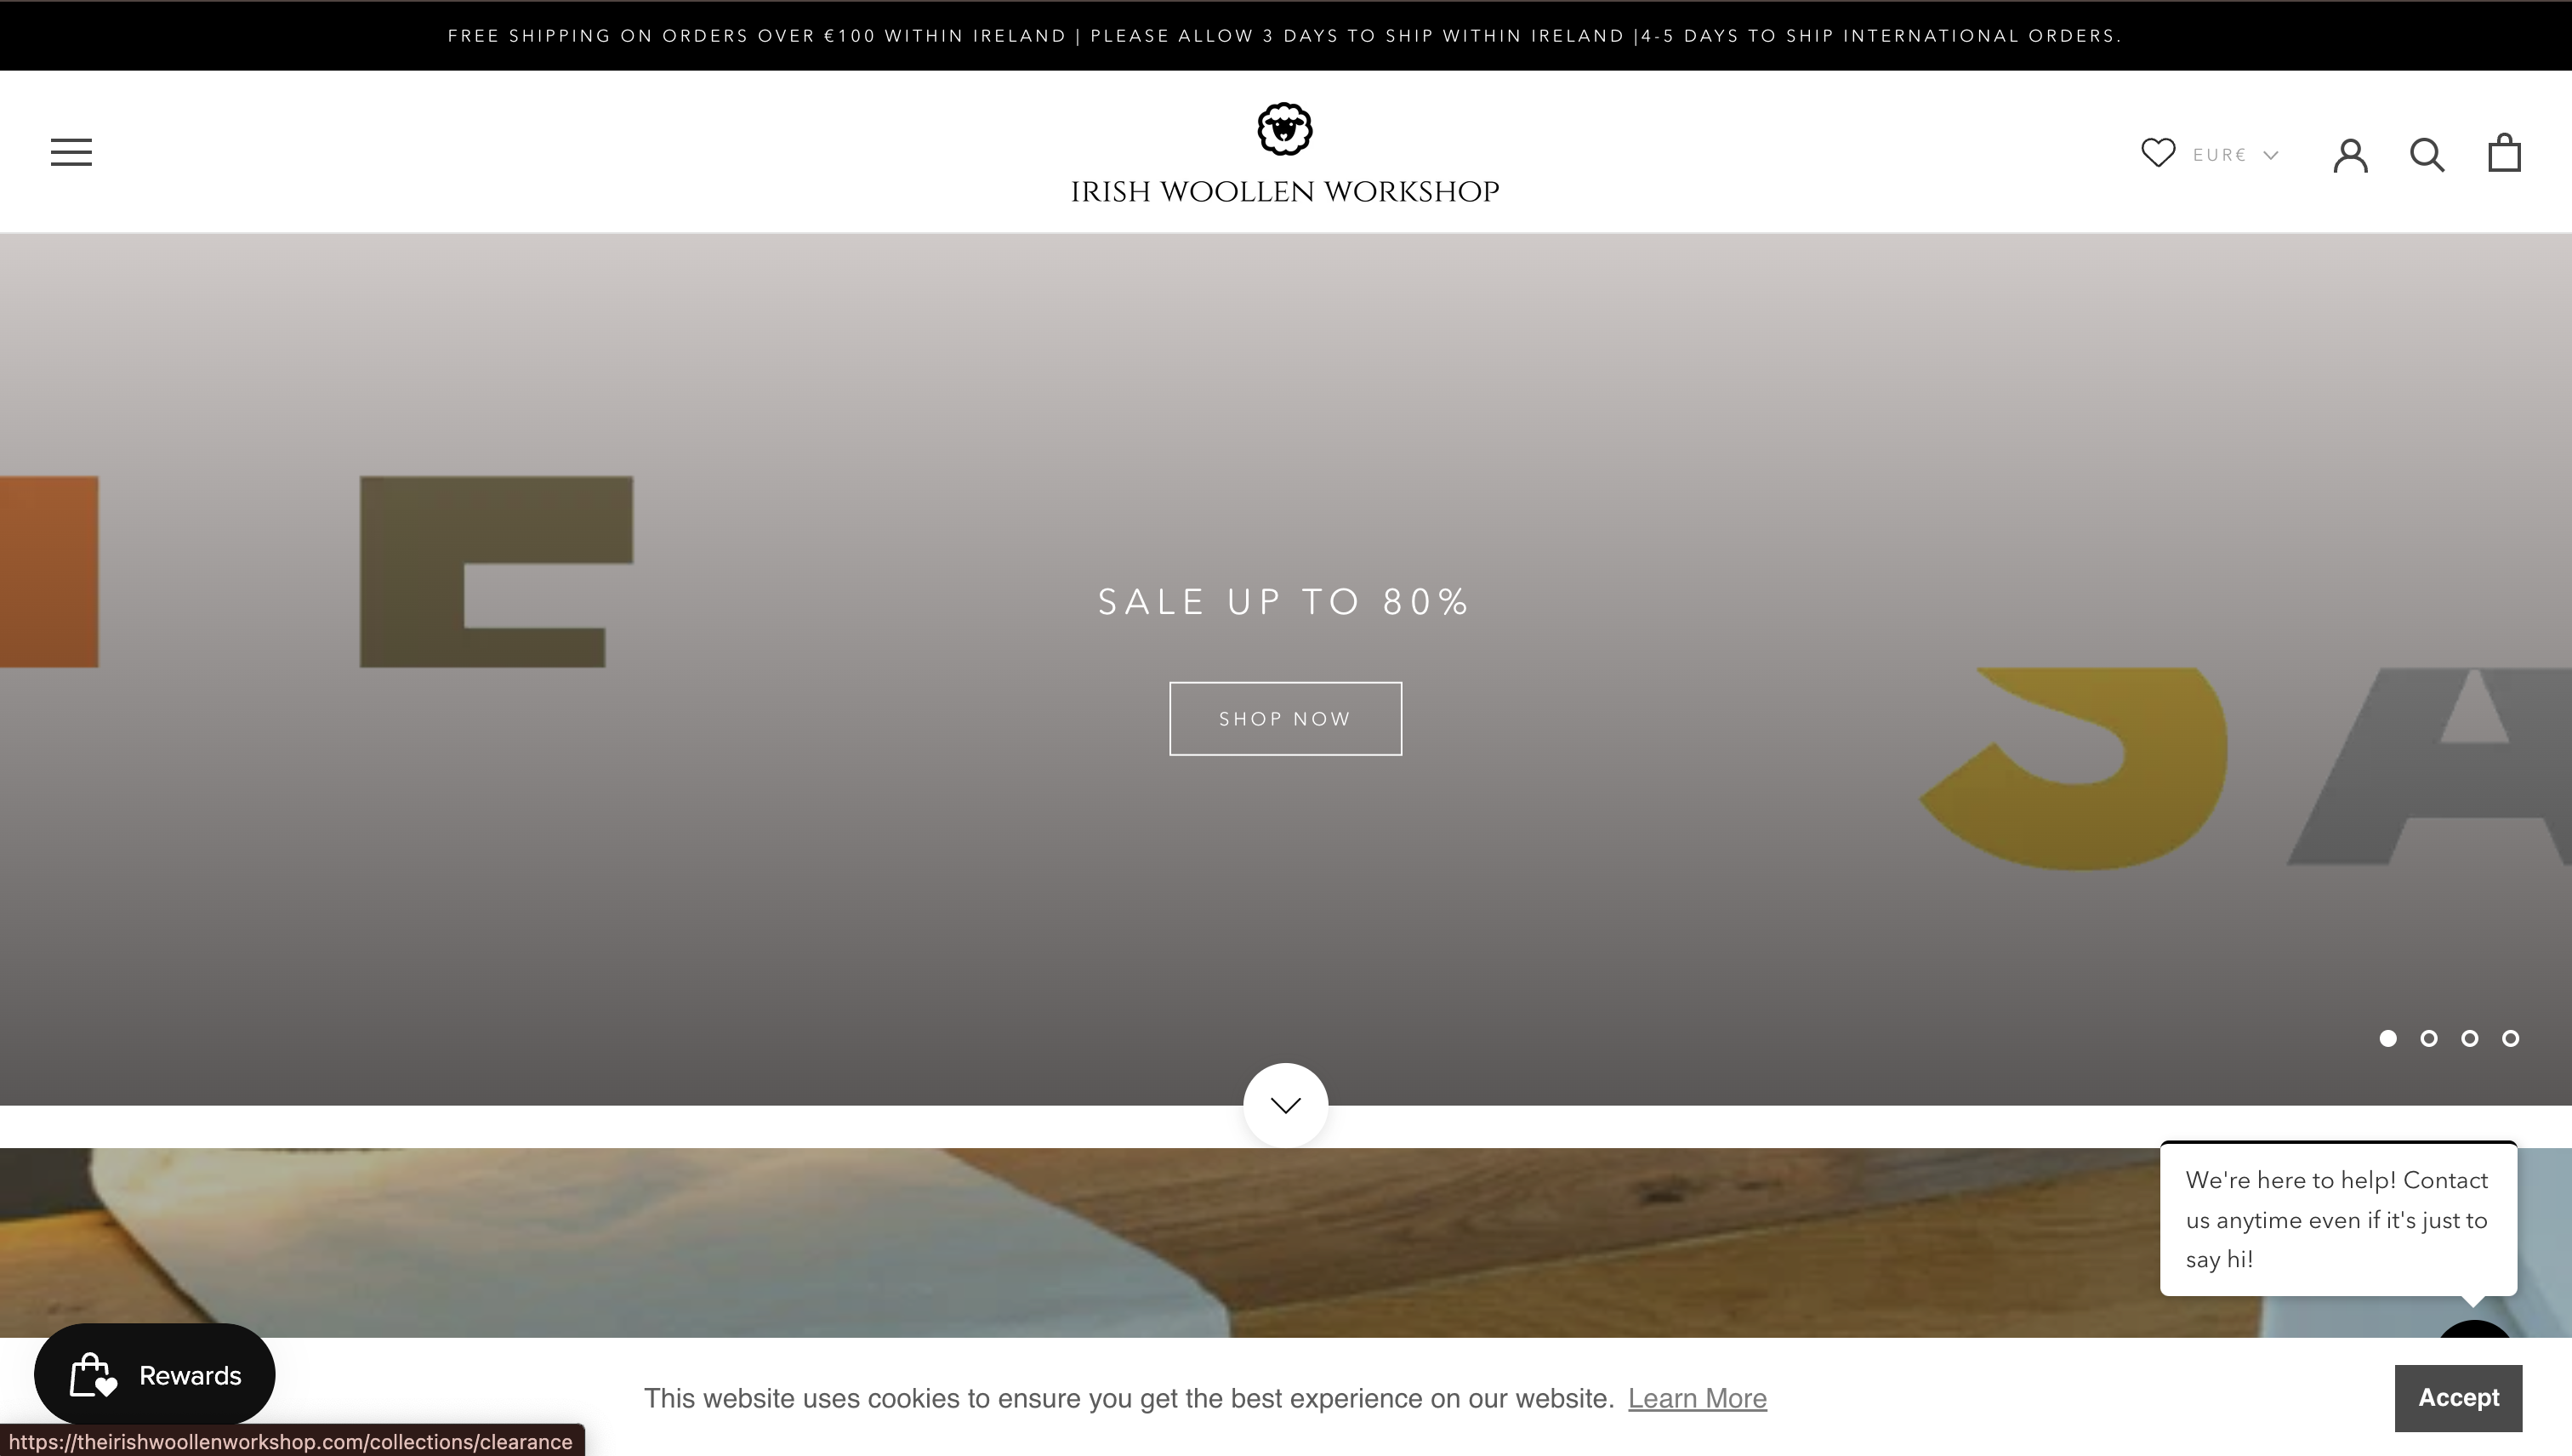 FREE SHIPPING ON ORDERS OVER €100 WITHIN IRELAND | PLEASE ALLOW 3 DAYS TO SHIP WITHIN IRELAND |4-5 DAYS TO SHIP INTERNATIONAL ORDERS.
IRISH WOOLLEN WORKSHOP
EUR€
SALE UP TO 80%
SHOP NOW
SA
We're here to help! Contact
us anytime even if it's just to
say hi!
Rewards
This website uses cookies to ensure you get the best experience on our website. Learn More
Accept
https://theirishwoollenworkshop.com/collections/clearance